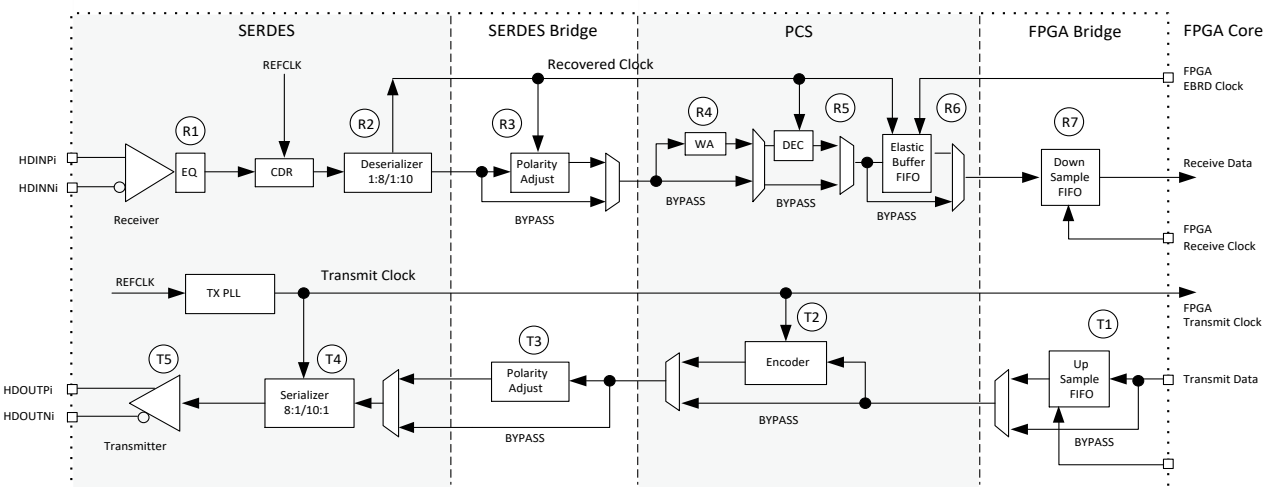 SERDES
SERDES Bridge
PCS
FPGA Bridge
FPGA Core
REFCLK
Recovered Clock
FPGA
EBRD Clock
R1
R2
R3
R4
R5
R6
R7
HDINPi
HDINNi
EQ
CDR
Deserializer
1:8/1:10
Polarity
Adjust
WA
DEC
Elastic
Buffer
FIFO
Down
Sample
FIFO
Receive Data
Receiver
BYPASS
BYPASS
BYPASS
BYPASS
FPGA
Receive Clock
REFCLK
TX PLL
Transmit Clock
FPGA
Transmit Clock
T5
T4
T3
T2
T1
HDOUTPi
HDOUTNi
Serializer
8:1/10:1
Polarity
Adjust
Encoder
Up
Sample
FIFO
Transmit Data
Transmitter
BYPASS
BYPASS
BYPASS